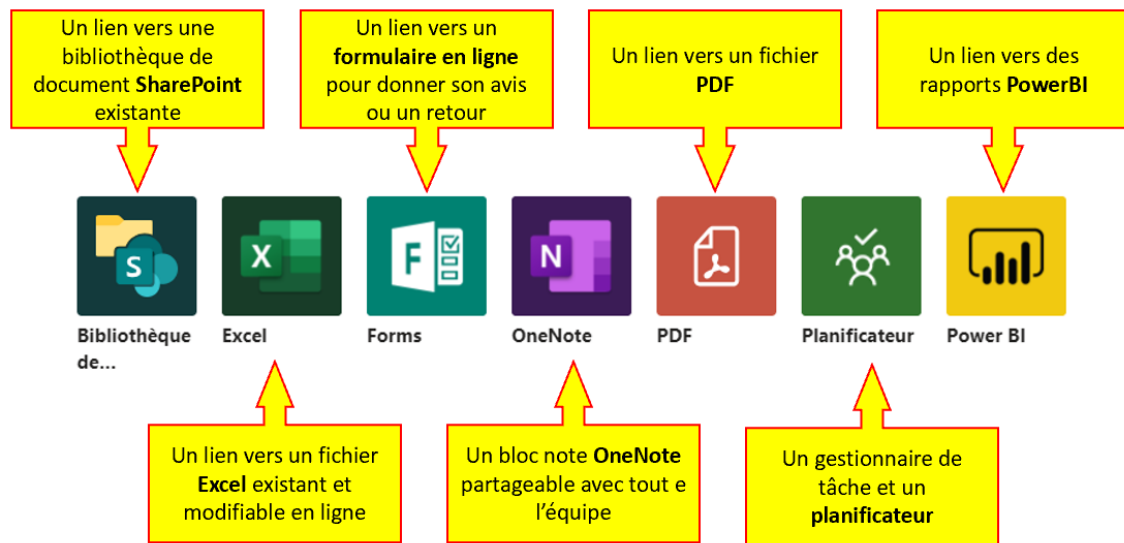 Un lien vers une
bibliothèque de
document SharePoint
existante
Un lien vers un
formulaire en ligne
pour donner son avis
ou un retour
Un lien vers un fichier
PDF
Un lien vers des
rapports PowerBI
S
X
F
N
Bibliothèque
de...
Excel
Forms
OneNote
PDF
Planificateur
Power BI
Un lien vers un fichier
Excel existant et
modifiable en ligne
Un bloc note OneNote
partageable avec tout e
l’équipe
Un gestionnaire de
tâche et un
planificateur